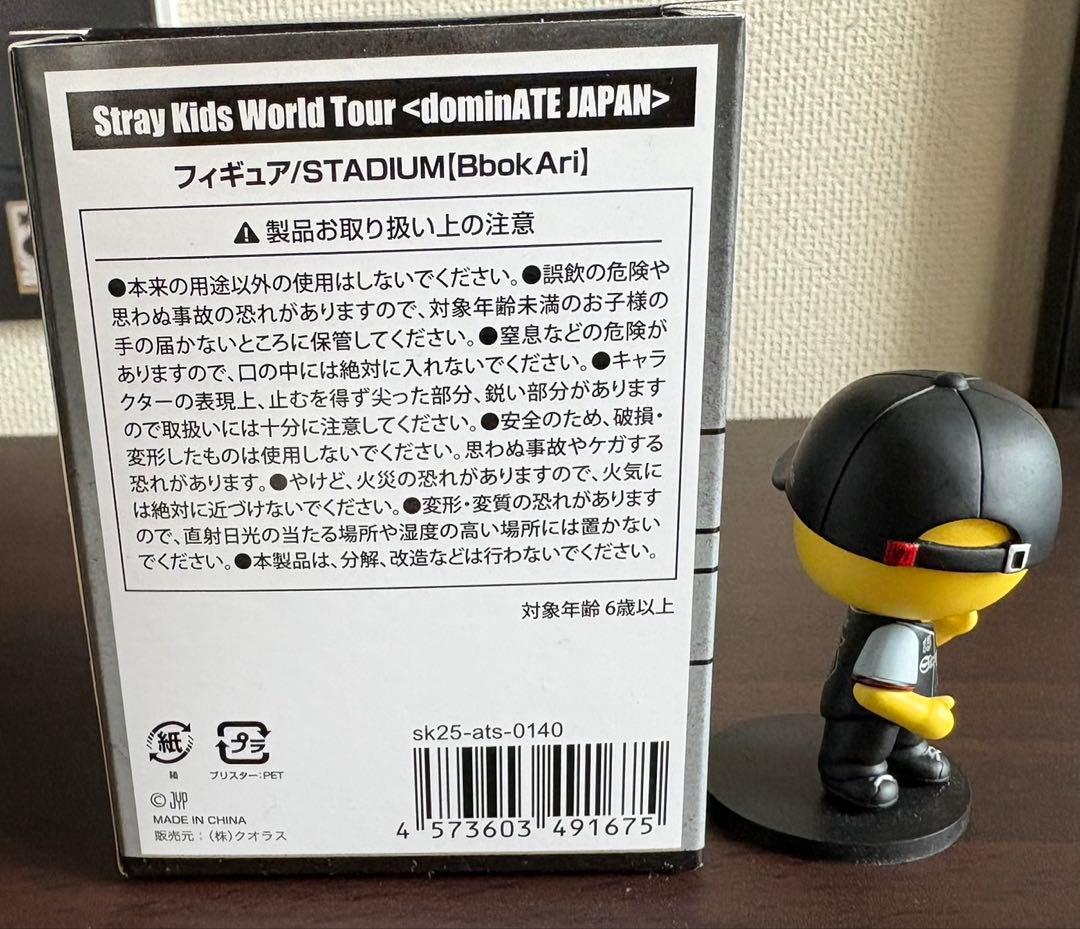 Stray Kids World Tour <dominATE JAPAN>
フィギュア/STADIUM【BbokAri】
⚠製品お取り扱い上の注意
●本来の用途以外の使用はしないでください。●誤飲の危険や
思わぬ事故の恐れがありますので、対象年齢未満のお子様の
手の届かないところに保管してください。●窒息などの危険が
ありますので、口の中には絶対に入れないでください。●キャラ
クターの表現上、止むを得ず尖った部分、鋭い部分があります
ので取扱いには十分に注意してください。●安全のため、破損・
変形したものは使用しないでください。思わぬ事故やケガする
恐れがあります。●やけど、火災の恐れがありますので、火気に
は絶対に近づけないでください。●変形・変質の恐れがあります
ので、直射日光の当たる場所や湿度の高い場所には置かない
でください。●本製品は、分解、改造などは行わないでください。
対象年齢 6歳以上
紙
プラ
箱
ブリスター:PET
sk25-ats-0140
4 573603 491675
© JYP
MADE IN CHINA
販売元：(株)クオラス